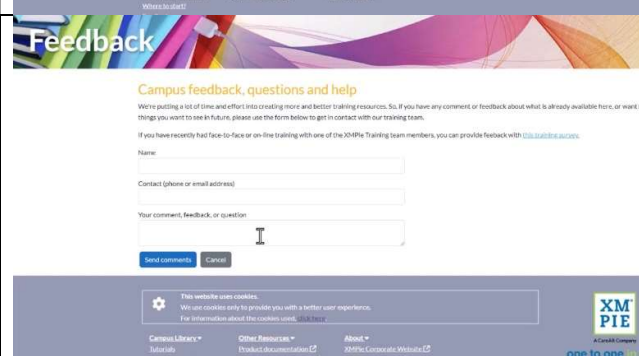 Where to start!
Feedback
Campus feedback, questions and help
We're putting a lot of time and effort into creating more and better training resources. So, if you have any comment or feedback about what is already available here, or want
things you want to see in future, please use the form below to get in contact with our training team.
If you have recently had face-to-face or on-line training with one of the XMPie Training team members, you can provide feeback with this training survey.
Name
Contact (phone or email address)
Your comment, feedback, or question
Send comments Cancel
This website uses cookies.
We use cookies only to provide you with a better user experience.
For information about the cookies used, click here
XM
PIE
A CareAR Company
Campus Library Other Resources About
Tutorials Product documentation XMPie Corporate Website
one to one